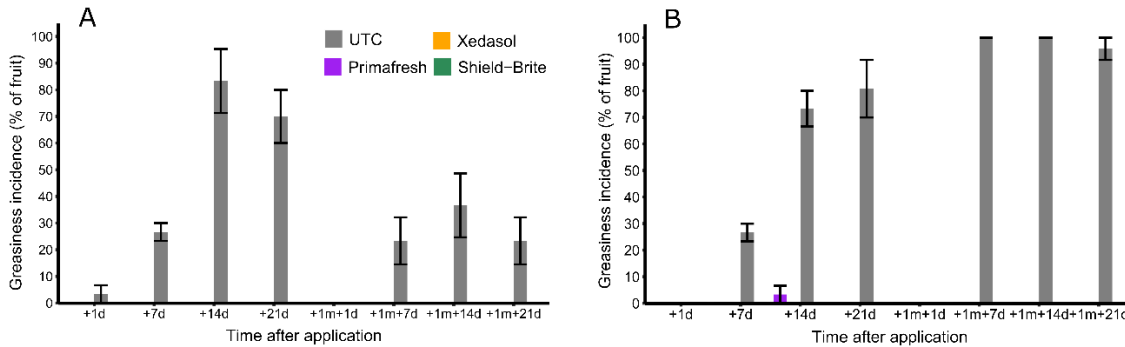 A
Greasiness incidence (% of fruit)
100
90
80
70
60
50
40
30
20
10
0
UTC
Xedasol
Primafresh
Shield−Brite
+1d
+7d
+14d
+21d
+1m+1d
+1m+7d
+1m+14d
+1m+21d
Time after application
B
Greasiness incidence (% of fruit)
100
90
80
70
60
50
40
30
20
10
0
+1d
+7d
+14d
+21d
+1m+1d
+1m+7d
+1m+14d
+1m+21d
Time after application